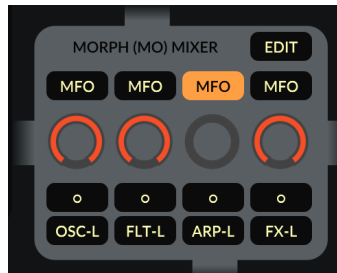 MORPH (MO) MIXER EDIT
MFO MFO MFO MFO
o o o o
OSC-L FLT-L ARP-L FX-L